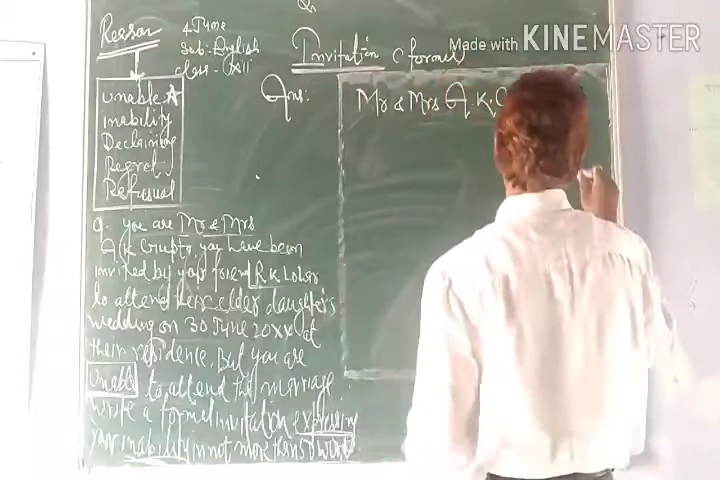 Reason
4 June
Sub: English
class - XII
Invitation (formal
Made with KINEMASTER
unable
inability
Declaining
Regret
Refusual
Ans:
Mr & Mrs A. K.
q. you are Mr & Mrs
A K Gupta, you have been
invited by your friend R K Lober
to attend their elder daughter's
wedding on 30 June 20XX at
their residence, But you are
unable to attend the marriage.
write a formal invitation expressing
your inability in not more than 50 words